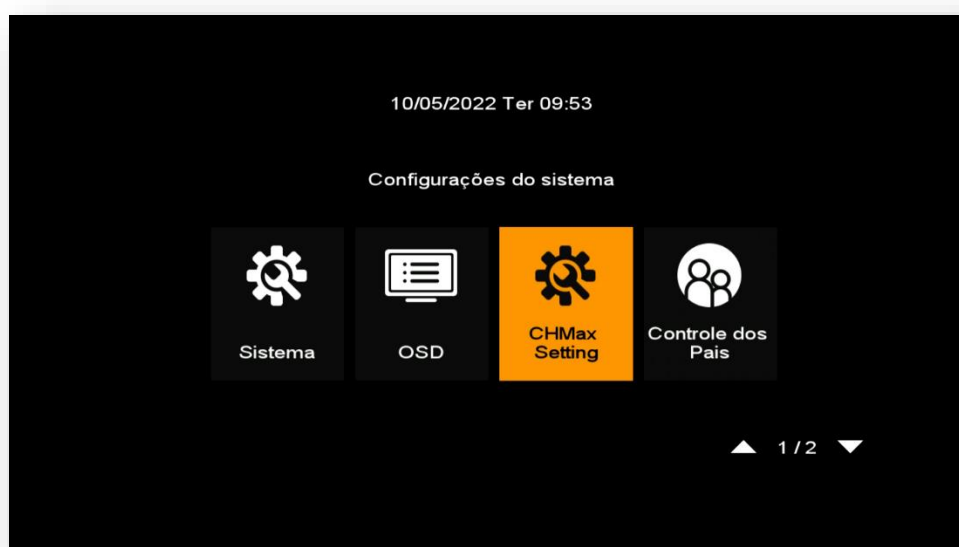 10/05/2022 Ter 09:53
Configurações do sistema
Sistema
OSD
CHMax
Setting
Controle dos
Pais
1/2